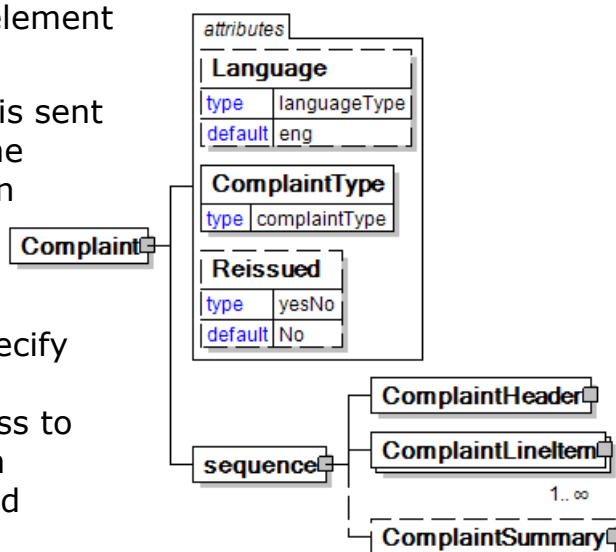 element
is sent
ne
n
ecify
ss to
n
d
attributes
Language
type languageType
default eng
ComplaintType
type complaintType
Reissued
type yesNo
default No
Complaint
sequence
ComplaintHeader
ComplaintLineItem
1..∞
ComplaintSummary